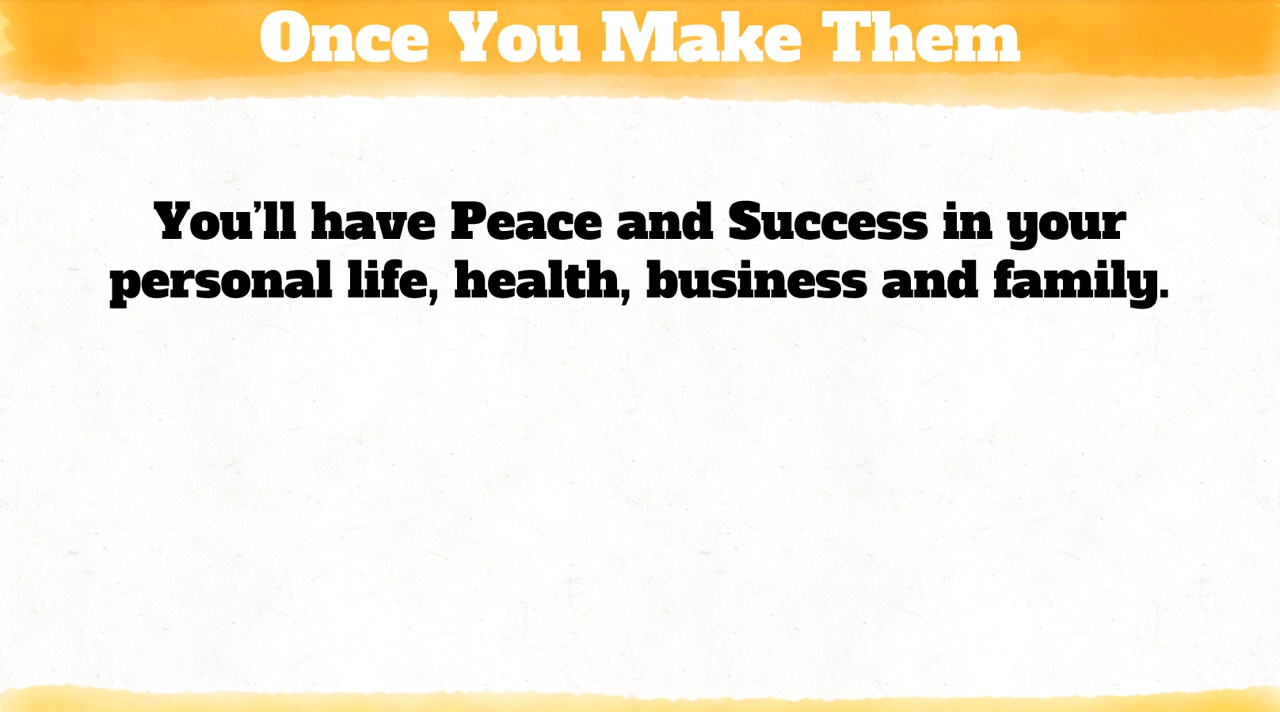 Once You Make Them
You’ll have Peace and Success in your
personal life, health, business and family.